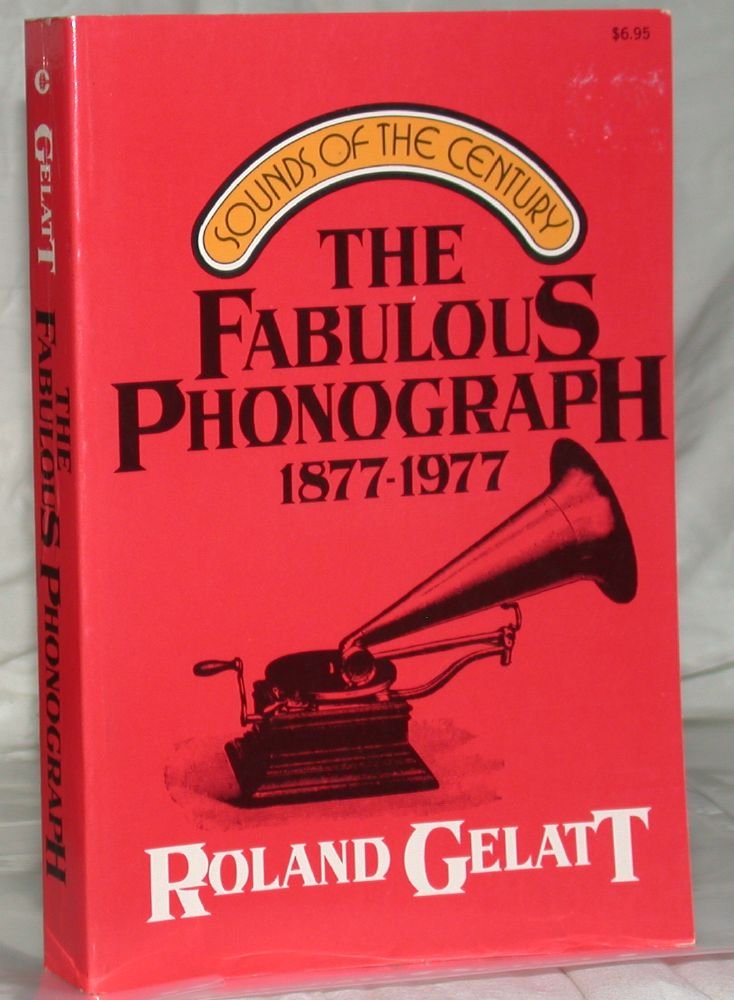 $6.95
SOUNDS OF THE CENTURY
THE
FABULOUS
PHONOGRAPH
1877-1977
ROLAND GELATT
GELATT
THE
FABULOUS PHONOGRAPH